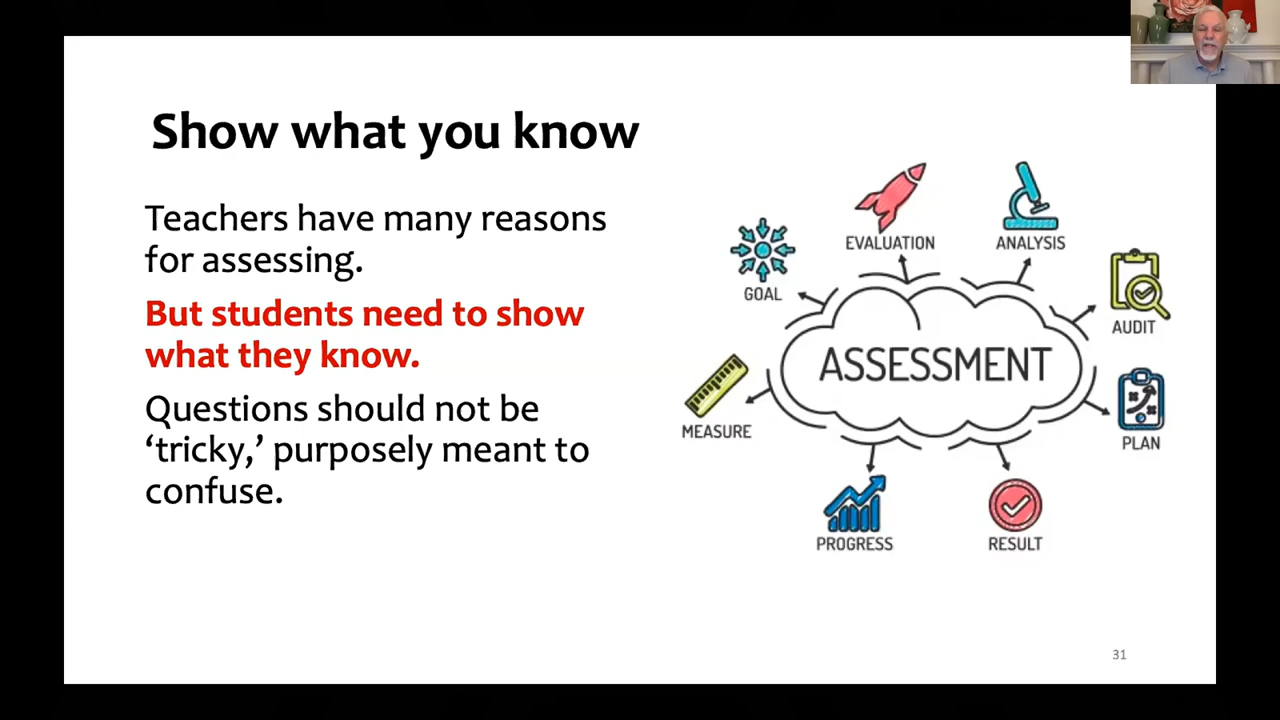 Show what you know
Teachers have many reasons
for assessing.
But students need to show
what they know.
Questions should not be
‘tricky,’ purposely meant to
confuse.
EVALUATION
ANALYSIS
GOAL
AUDIT
ASSESSMENT
MEASURE
PLAN
PROGRESS
RESULT
31